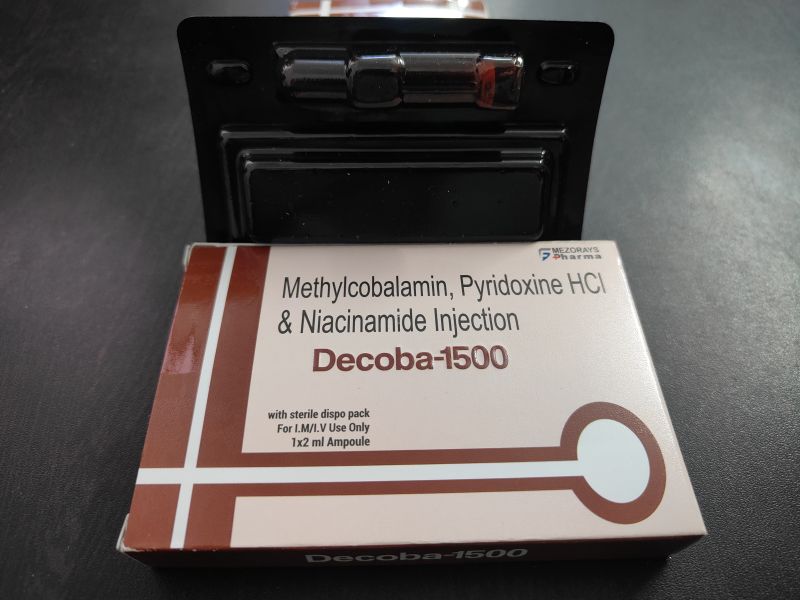 MEZORAYS
Pharma
Methylcobalamin, Pyridoxine HCl
& Niacinamide Injection
Decoba-1500
with sterile dispo pack
For I.M/I.V Use Only
1x2 ml Ampoule
Decoba-1500